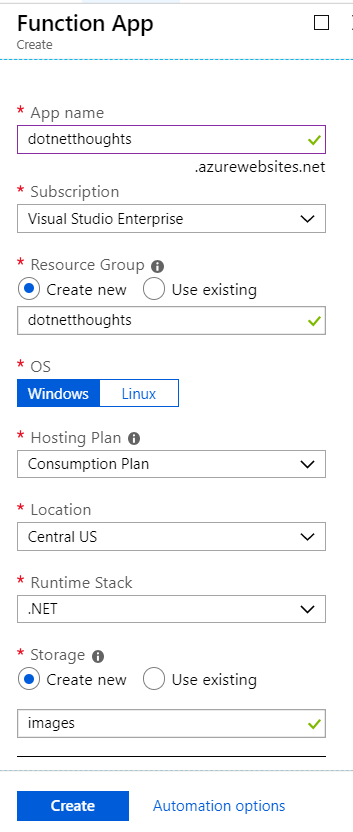 Function App
Create
* App name
dotnetthoughts
.azurewebsites.net
* Subscription
Visual Studio Enterprise
* Resource Group
Create new Use existing
dotnetthoughts
* OS
Windows Linux
* Hosting Plan
Consumption Plan
* Location
Central US
* Runtime Stack
.NET
* Storage
Create new Use existing
images
Create Automation options